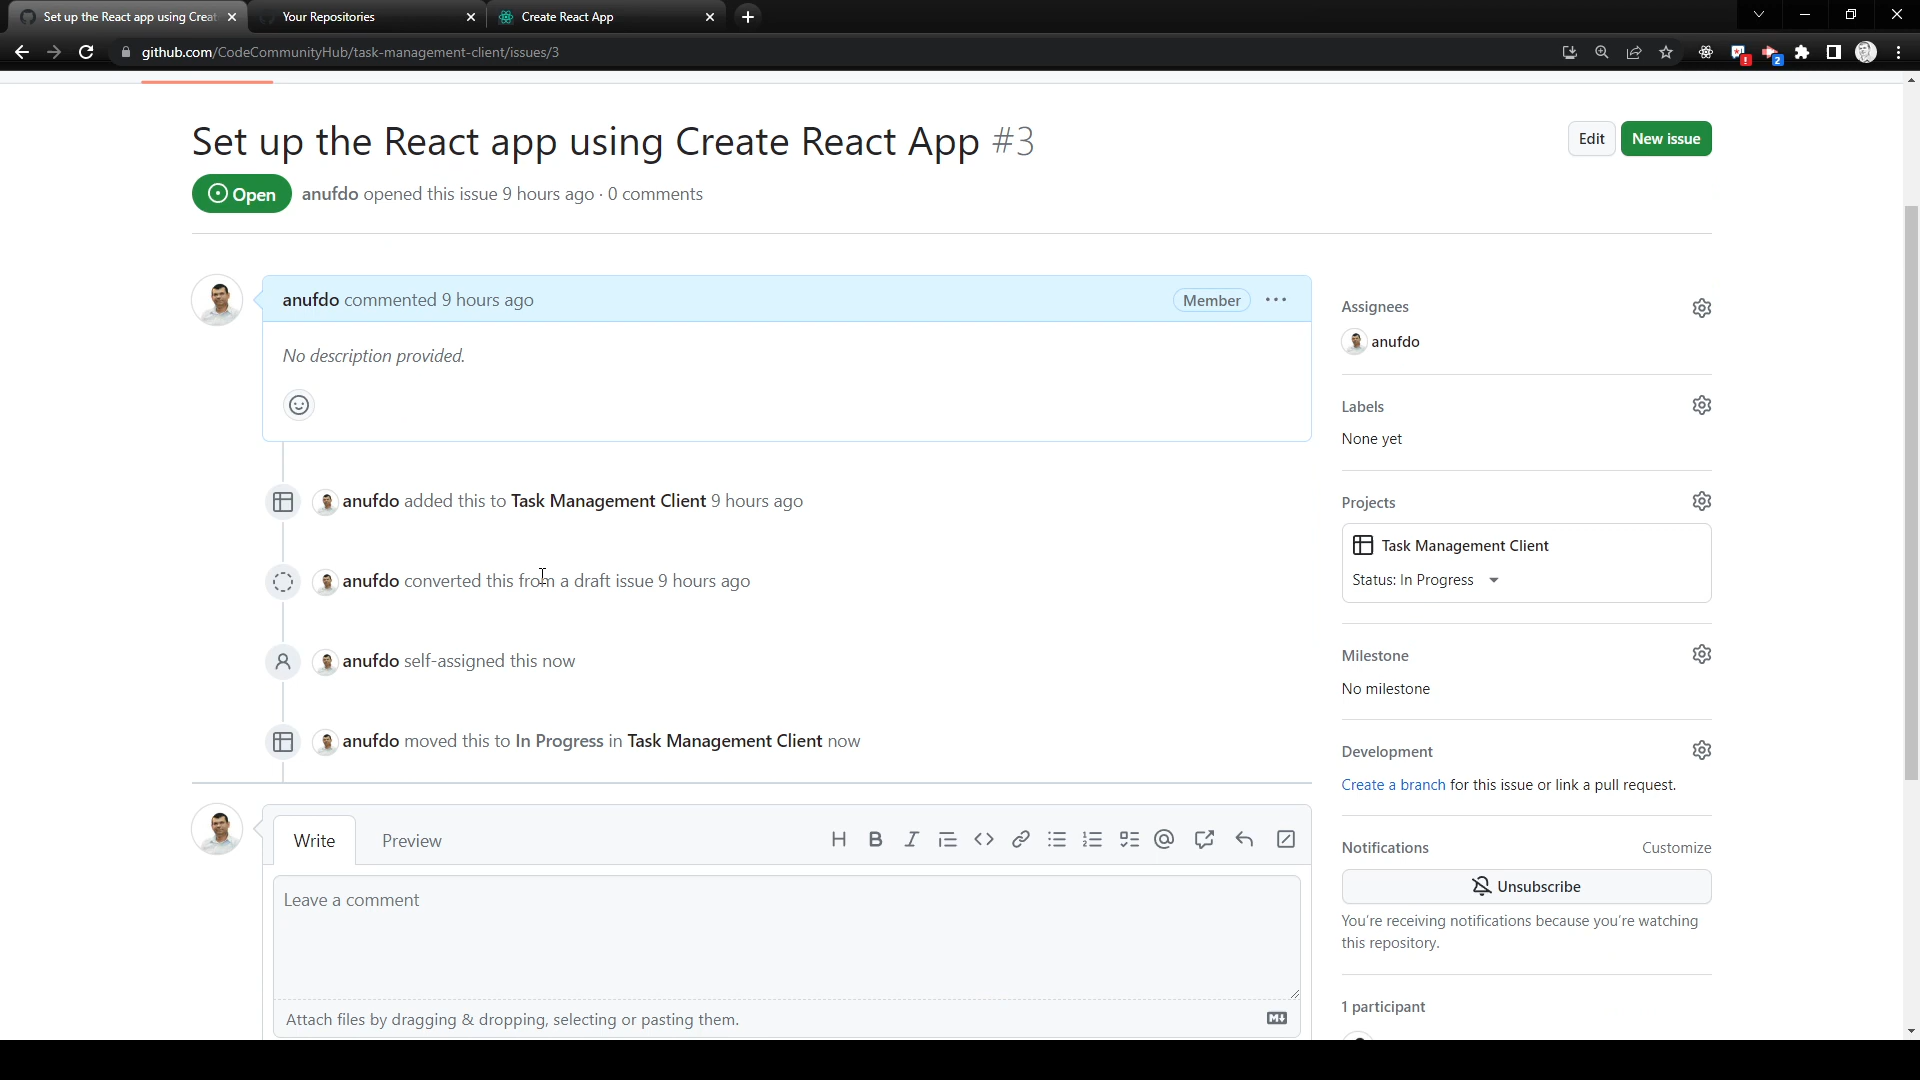 Set up the React app using Creat
Your Repositories
Create React App
github.com/CodeCommunityHub/task-management-client/issues/3
Set up the React app using Create React App #3
Edit
New issue
Open
anufdo opened this issue 9 hours ago · 0 comments
anufdo commented 9 hours ago
Member
No description provided.
anufdo added this to Task Management Client 9 hours ago
anufdo converted this from a draft issue 9 hours ago
anufdo self-assigned this now
anufdo moved this to In Progress in Task Management Client now
Write
Preview
Leave a comment
Attach files by dragging & dropping, selecting or pasting them.
Assignees
anufdo
Labels
None yet
Projects
Task Management Client
Status: In Progress
Milestone
No milestone
Development
Create a branch for this issue or link a pull request.
Notifications
Customize
Unsubscribe
You're receiving notifications because you're watching
this repository.
1 participant